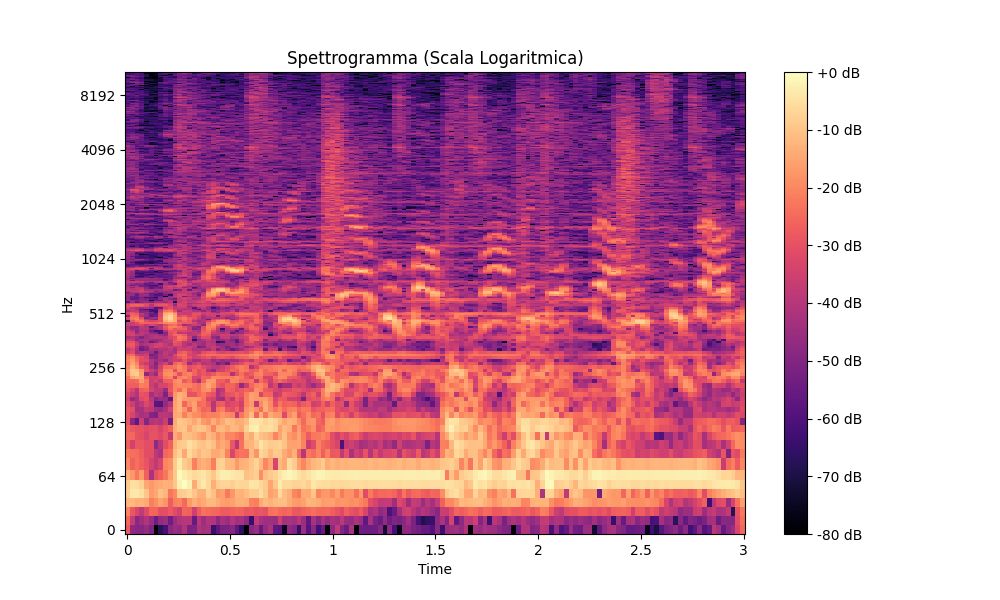 Spettrogramma (Scala Logaritmica)
8192
4096
2048
1024
512
256
128
64
0
Hz
0
0.5
1
1.5
2
2.5
3
Time
+0 dB
-10 dB
-20 dB
-30 dB
-40 dB
-50 dB
-60 dB
-70 dB
-80 dB